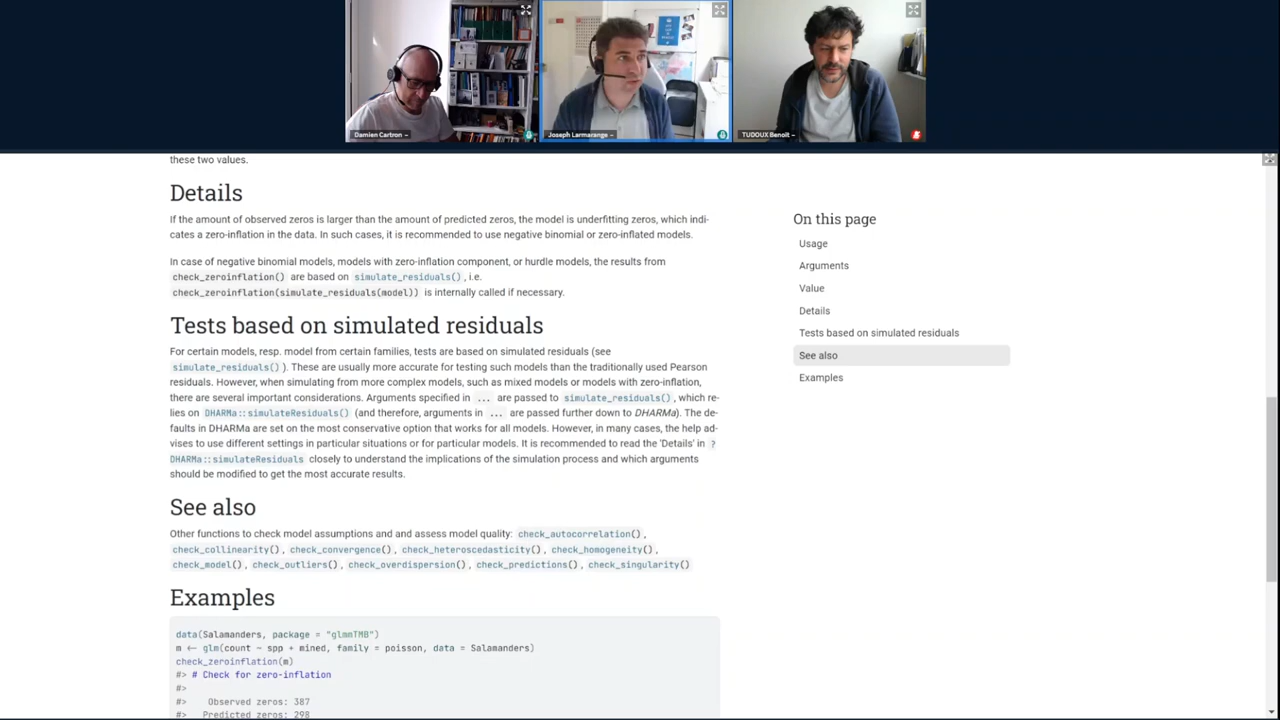 Damien Cartron
Joseph Larmarange
TUDOUX Benoit
these two values.
Details
If the amount of observed zeros is larger than the amount of predicted zeros, the model is underfitting zeros, which indi-
cates a zero-inflation in the data. In such cases, it is recommended to use negative binomial or zero-inflated models.
In case of negative binomial models, models with zero-inflation component, or hurdle models, the results from
check_zeroinflation() are based on simulate_residuals(), i.e.
check_zeroinflation(simulate_residuals(model)) is internally called if necessary.
Tests based on simulated residuals
For certain models, resp. model from certain families, tests are based on simulated residuals (see
simulate_residuals()). These are usually more accurate for testing such models than the traditionally used Pearson
residuals. However, when simulating from more complex models, such as mixed models or models with zero-inflation,
there are several important considerations. Arguments specified in ... are passed to simulate_residuals(), which re-
lies on DHARMa::simulateResiduals() (and therefore, arguments in ... are passed further down to DHARMa). The de-
faults in DHARMa are set on the most conservative option that works for all models. However, in many cases, the help ad-
vises to use different settings in particular situations or for particular models. It is recommended to read the 'Details' in ?
DHARMa::simulateResiduals closely to understand the implications of the simulation process and which arguments
should be modified to get the most accurate results.
See also
Other functions to check model assumptions and and assess model quality: check_autocorrelation(),
check_collinearity(), check_convergence(), check_heteroscedasticity(), check_homogeneity(),
check_model(), check_outliers(), check_overdispersion(), check_predictions(), check_singularity()
Examples
data(Salamanders, package = "glmmTMB")
m <- glm(count ~ spp + mined, family = poisson, data = Salamanders)
check_zeroinflation(m)
#> # Check for zero-inflation
#>
#> Observed zeros: 387
#> Predicted zeros: 298
On this page
Usage
Arguments
Value
Details
Tests based on simulated residuals
See also
Examples